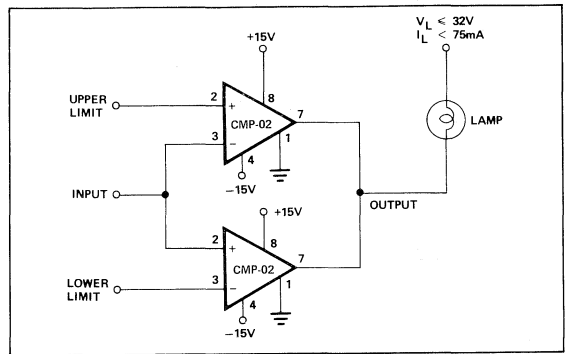 V_L ≤ 32V
I_L < 75mA
+15V
UPPER
LIMIT
2
+
8
7
CMP-02
LAMP
3
−
1
4
−15V
INPUT
OUTPUT
+15V
2
+
8
7
CMP-02
LOWER
LIMIT
3
−
1
4
−15V